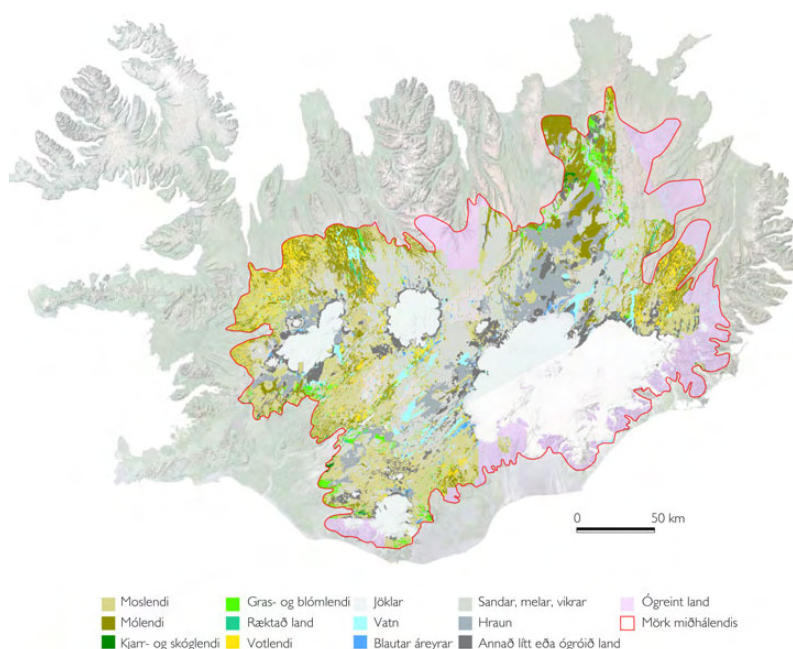 0 50 km
Moslendi Gras- og blómlendi Jöklar Sandar, melar, vikrar Ógreint land
Mólendi Ræktað land Vatn Hraun Mörk miðhálendis
Kjarr- og skóglendi Votlendi Blautar áreyrar Annað lítt eða ógróið land